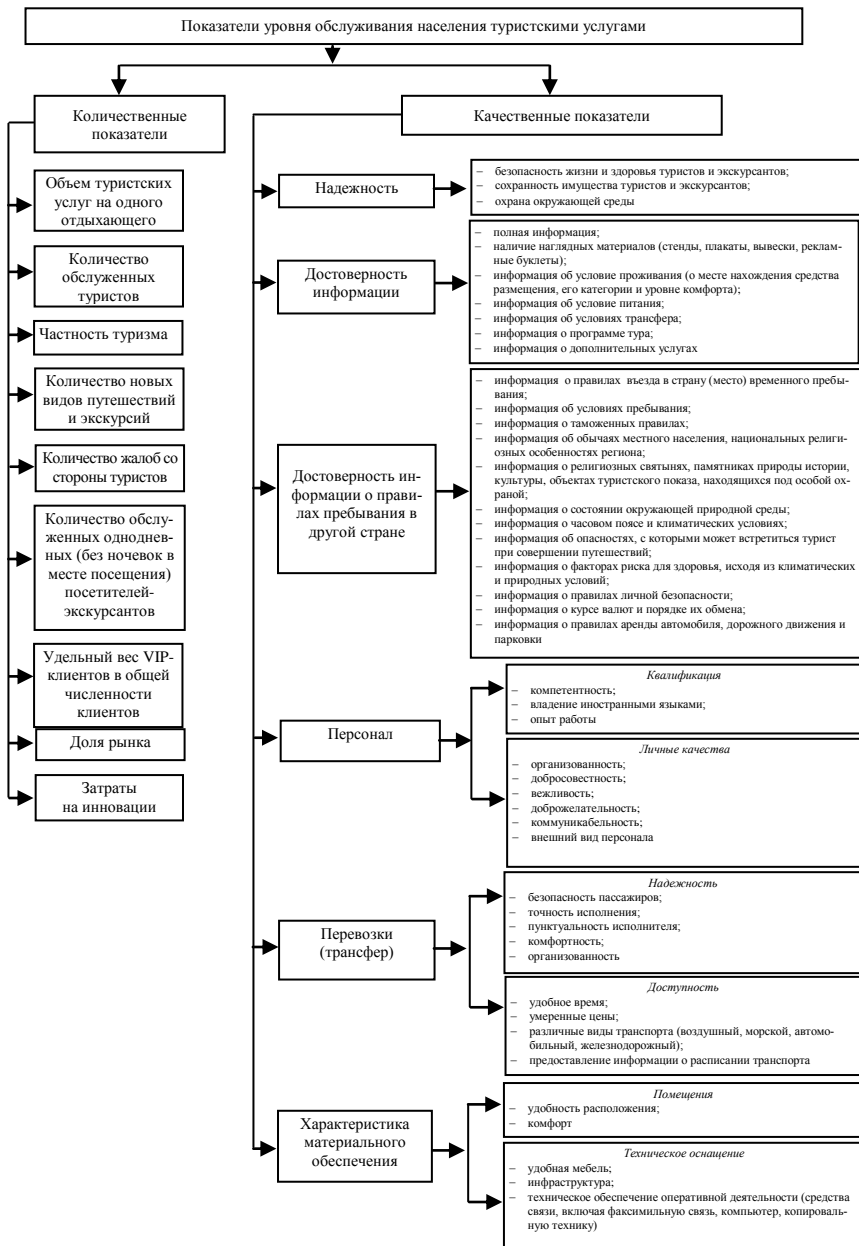 Показатели уровня обслуживания населения туристскими услугами
Количественные
показатели
Объем туристских
услуг на одного
отдыхающего
Количество
обслуженных
туристов
Частность туризма
Количество новых
видов путешествий
и экскурсий
Количество жалоб со
стороны туристов
Количество обслу-
женных одноднев-
ных (без ночевок в
месте посещения)
посетителей-
экскурсантов
Удельный вес VIP-
клиентов в общей
численности
клиентов
Доля рынка
Затраты
на инновации
Качественные показатели
Надежность
– безопасность жизни и здоровья туристов и экскурсантов;
– сохранность имущества туристов и экскурсантов;
– охрана окружающей среды
Достоверность
информации
– полная информация;
– наличие наглядных материалов (стенды, плакаты, вывески, реклам-
ные буклеты);
– информация об условие проживания (о месте нахождения средства
размещения, его категории и уровне комфорта);
– информация об условие питания;
– информация об условиях трансфера;
– информация о программе тура;
– информация о дополнительных услугах
Достоверность ин-
формации о прави-
лах пребывания в
другой стране
– информация о правилах въезда в страну (место) временного пребы-
вания;
– информация об условиях пребывания;
– информация о таможенных правилах;
– информация об обычаях местного населения, национальных религи-
озных особенностях региона;
– информация о религиозных святынях, памятниках природы истории,
культуры, объектах туристского показа, находящихся под особой ох-
раной;
– информация о состоянии окружающей природной среды;
– информация о часовом поясе и климатических условиях;
– информация об опасностях, с которыми может встретиться турист
при совершении путешествий;
– информация о факторах риска для здоровья, исходя из климатических
и природных условий;
– информация о правилах личной безопасности;
– информация о курсе валют и порядке их обмена;
– информация о правилах аренды автомобиля, дорожного движения и
парковки
Персонал
Квалификация
– компетентность;
– владение иностранными языками;
– опыт работы
Личные качества
– организованность;
– добросовестность;
– вежливость;
– доброжелательность;
– коммуникабельность;
– внешний вид персонала
Перевозки
(трансфер)
Надежность
– безопасность пассажиров;
– точность исполнения;
– пунктуальность исполнителя;
– комфортность;
– организованность
Доступность
– удобное время;
– умеренные цены;
– различные виды транспорта (воздушный, морской, автомо-
бильный, железнодорожный);
– предоставление информации о расписании транспорта
Характеристика
материального
обеспечения
Помещения
– удобность расположения;
– комфорт
Техническое оснащение
– удобная мебель;
– инфраструктура;
– техническое обеспечение оперативной деятельности (средства
связи, включая факсимильную связь, компьютер, копироваль-
ную технику)